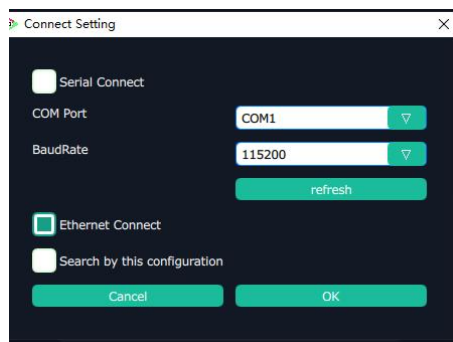 Connect Setting
Serial Connect
COM Port
COM1
BaudRate
115200
refresh
Ethernet Connect
Search by this configuration
Cancel
OK